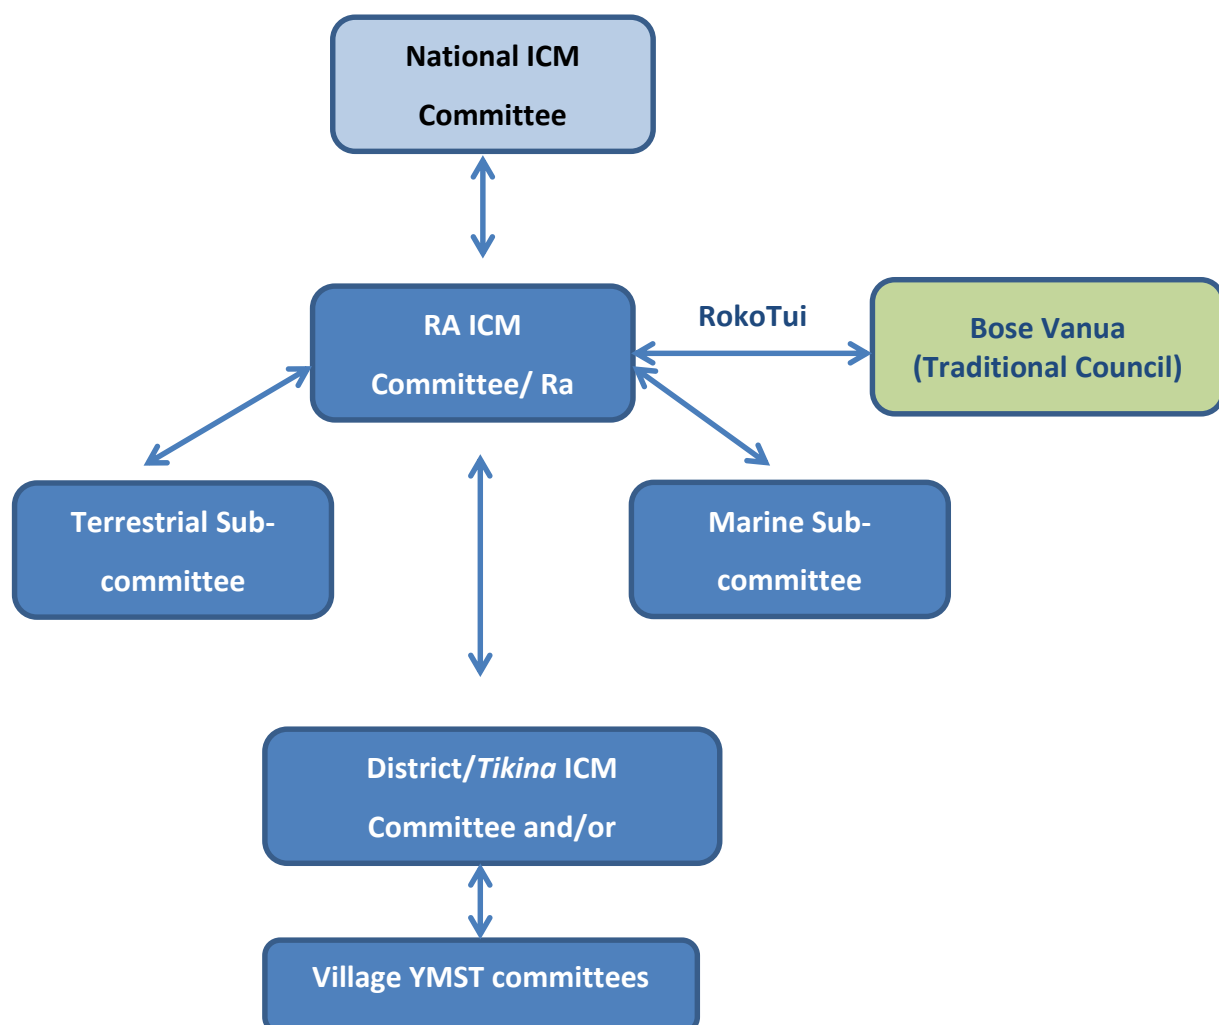 National ICM
Committee
RA ICM
Committee/ Ra
RokoTui
Bose Vanua
(Traditional Council)
Terrestrial Sub-
committee
Marine Sub-
committee
District/Tikina ICM
Committee and/or
Village YMST committees